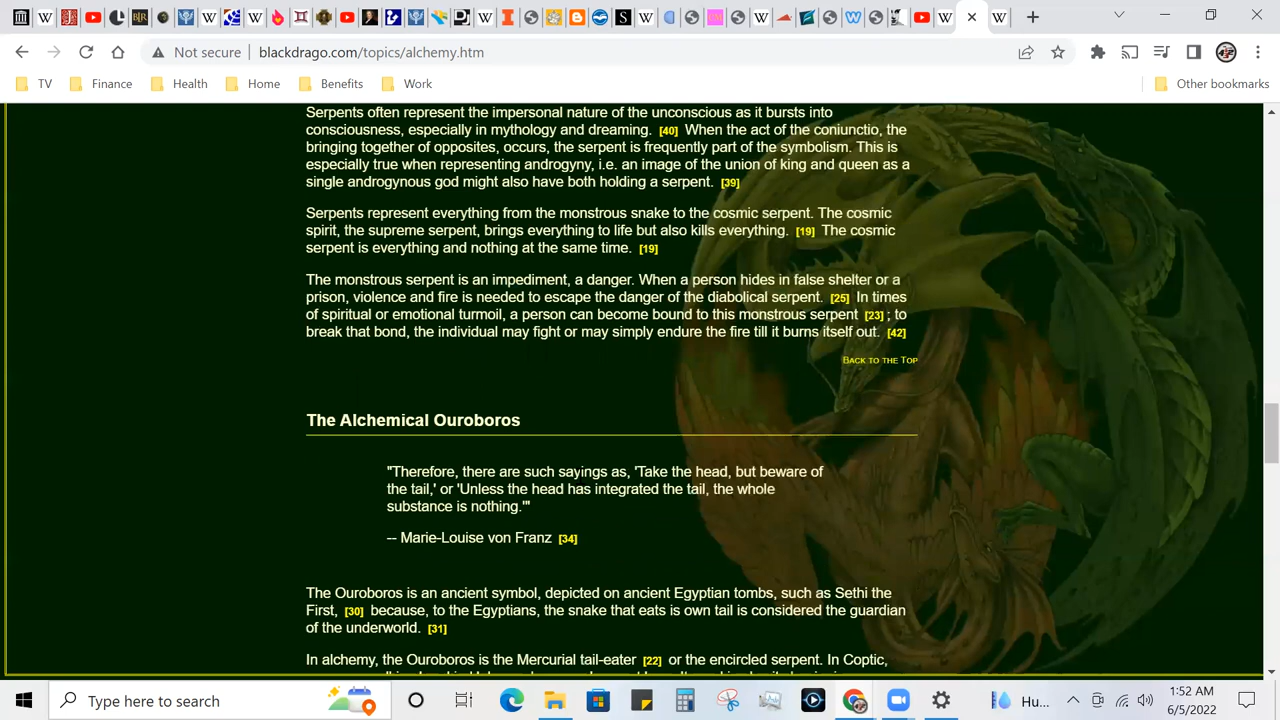 Not secure
blackdrago.com/topics/alchemy.htm
TV
Finance
Health
Home
Benefits
Work
Other bookmarks
Serpents often represent the impersonal nature of the unconscious as it bursts into
consciousness, especially in mythology and dreaming. [40] When the act of the coniunctio, the
bringing together of opposites, occurs, the serpent is frequently part of the symbolism. This is
especially true when representing androgyny, i.e. an image of the union of king and queen as a
single androgynous god might also have both holding a serpent. [39]
Serpents represent everything from the monstrous snake to the cosmic serpent. The cosmic
spirit, the supreme serpent, brings everything to life but also kills everything. [19] The cosmic
serpent is everything and nothing at the same time. [19]
The monstrous serpent is an impediment, a danger. When a person hides in false shelter or a
prison, violence and fire is needed to escape the danger of the diabolical serpent. [25] In times
of spiritual or emotional turmoil, a person can become bound to this monstrous serpent [23] ; to
break that bond, the individual may fight or may simply endure the fire till it burns itself out. [42]
Back to the Top
The Alchemical Ouroboros
"Therefore, there are such sayings as, 'Take the head, but beware of
the tail,' or 'Unless the head has integrated the tail, the whole
substance is nothing.'"
-- Marie-Louise von Franz [34]
The Ouroboros is an ancient symbol, depicted on ancient Egyptian tombs, such as Sethi the
First, [30] because, to the Egyptians, the snake that eats is own tail is considered the guardian
of the underworld. [31]
In alchemy, the Ouroboros is the Mercurial tail-eater [22] or the encircled serpent. In Coptic,
Type here to search
Hu...
1:52 AM
6/5/2022